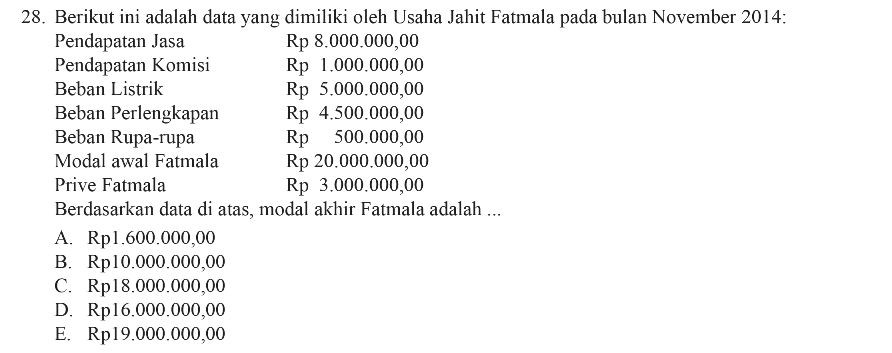 28. Berikut ini adalah data yang dimiliki oleh Usaha Jahit Fatmala pada bulan November 2014:
Pendapatan Jasa Rp 8.000.000,00
Pendapatan Komisi Rp 1.000.000,00
Beban Listrik Rp 5.000.000,00
Beban Perlengkapan Rp 4.500.000,00
Beban Rupa-rupa Rp 500.000,00
Modal awal Fatmala Rp 20.000.000,00
Prive Fatmala Rp 3.000.000,00
Berdasarkan data di atas, modal akhir Fatmala adalah ...
A. Rp1.600.000,00
B. Rp10.000.000,00
C. Rp18.000.000,00
D. Rp16.000.000,00
E. Rp19.000.000,00